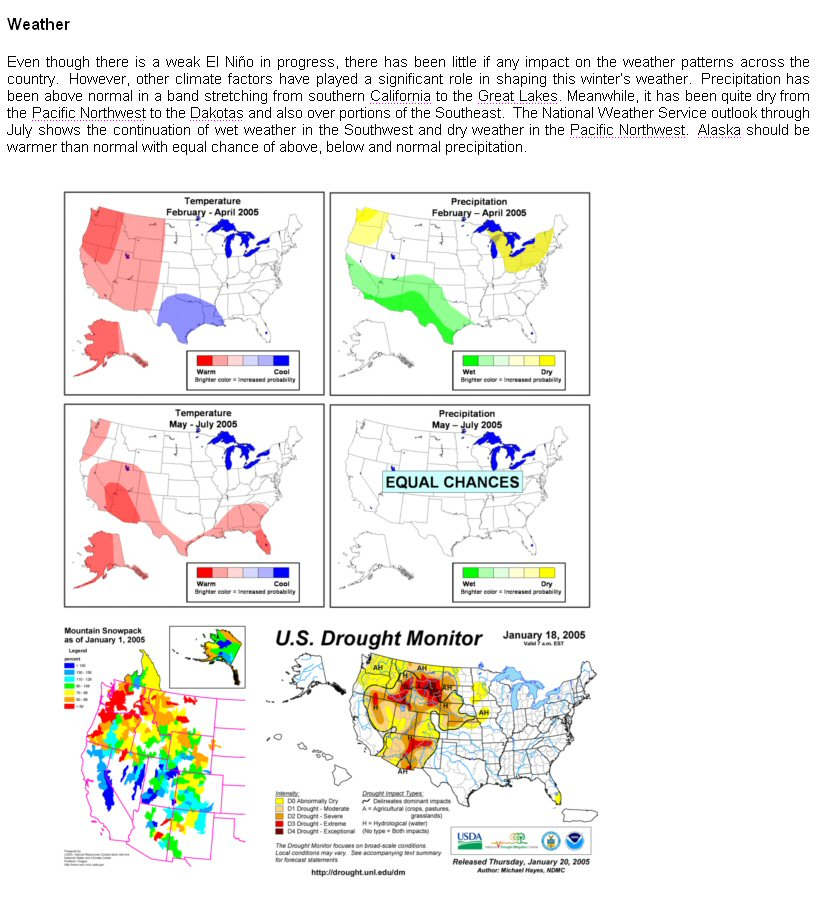 Weather
Even though there is a weak El Niño in progress, there has been little if any impact on the weather patterns across the
country. However, other climate factors have played a significant role in shaping this winter's weather. Precipitation has
been above normal in a band stretching from southern California to the Great Lakes. Meanwhile, it has been quite dry from
the Pacific Northwest to the Dakotas and also over portions of the Southeast. The National Weather Service outlook through
July shows the continuation of wet weather in the Southwest and dry weather in the Pacific Northwest. Alaska should be
warmer than normal with equal chance of above, below and normal precipitation.
Temperature
February - April 2005
Warm Cool
Brighter color = Increased probability
Precipitation
February – April 2005
Wet Dry
Brighter color = Increased probability
Temperature
May - July 2005
Warm Cool
Brighter color = Increased probability
Precipitation
May – July 2005
EQUAL CHANCES
Wet Dry
Brighter color = Increased probability
Mountain Snowpack
as of January 1, 2005
Legend
percent
U.S. Drought Monitor
January 18, 2005
Valid 7 a.m. EST
AH
AH
H
AH
H
H
AH
H
AH
Intensity:
D0 Abnormally Dry
D1 Drought - Moderate
D2 Drought - Severe
D3 Drought - Extreme
D4 Drought - Exceptional
Drought Impact Types:
Delineates dominant impacts
A = Agricultural (crops, pastures,
grasslands)
H = Hydrological (water)
(No type = Both impacts)
The Drought Monitor focuses on broad-scale conditions.
Local conditions may vary. See accompanying text summary
for forecast statements.
http://drought.unl.edu/dm
USDA
Released Thursday, January 20, 2005
Author: Michael Hayes, NDMC